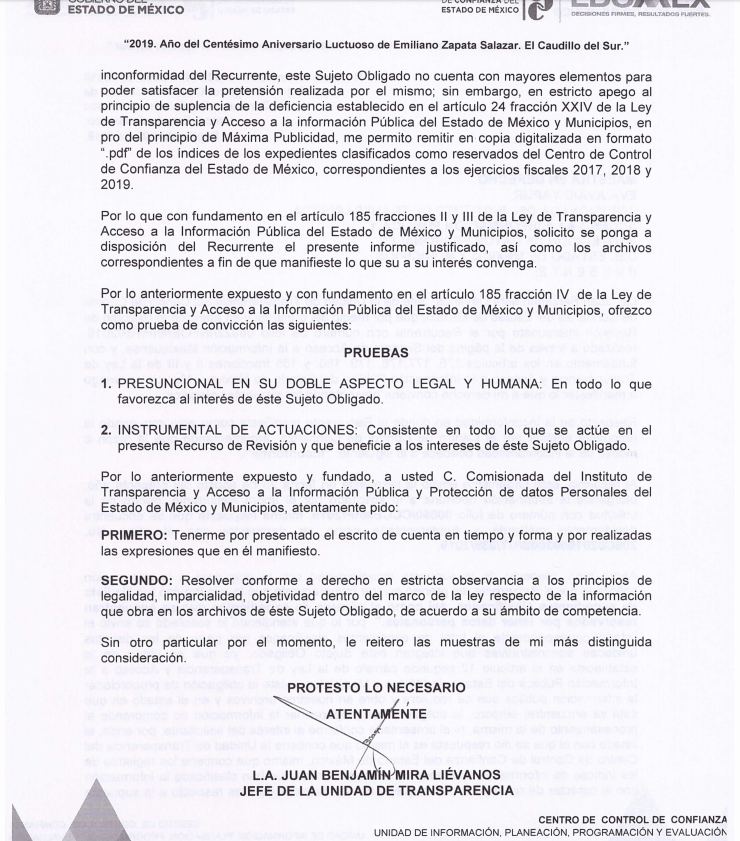 GOBIERNO DEL
ESTADO DE MÉXICO
DE CONFIANZA DEL
ESTADO DE MÉXICO
EDOMÉX
DECISIONES FIRMES, RESULTADOS FUERTES.
“2019. Año del Centésimo Aniversario Luctuoso de Emiliano Zapata Salazar. El Caudillo del Sur.”
inconformidad del Recurrente, este Sujeto Obligado no cuenta con mayores elementos para
poder satisfacer la pretensión realizada por el mismo; sin embargo, en estricto apego al
principio de suplencia de la deficiencia establecido en el artículo 24 fracción XXIV de la Ley
de Transparencia y Acceso a la información Pública del Estado de México y Municipios, en
pro del principio de Máxima Publicidad, me permito remitir en copia digitalizada en formato
“.pdf” de los índices de los expedientes clasificados como reservados del Centro de Control
de Confianza del Estado de México, correspondientes a los ejercicios fiscales 2017, 2018 y
2019.
Por lo que con fundamento en el artículo 185 fracciones II y III de la Ley de Transparencia y
Acceso a la Información Pública del Estado de México y Municipios, solicito se ponga a
disposición del Recurrente el presente informe justificado, así como los archivos
correspondientes a fin de que manifieste lo que su a su interés convenga.
Por lo anteriormente expuesto y con fundamento en el artículo 185 fracción IV de la Ley de
Transparencia y Acceso a la Información Pública del Estado de México y Municipios, ofrezco
como prueba de convicción las siguientes:
PRUEBAS
1. PRESUNCIONAL EN SU DOBLE ASPECTO LEGAL Y HUMANA: En todo lo que
favorezca al interés de éste Sujeto Obligado.
2. INSTRUMENTAL DE ACTUACIONES: Consistente en todo lo que se actúe en el
presente Recurso de Revisión y que beneficie a los intereses de éste Sujeto Obligado.
Por lo anteriormente expuesto y fundado, a usted C. Comisionada del Instituto de
Transparencia y Acceso a la Información Pública y Protección de datos Personales del
Estado de México y Municipios, atentamente pido:
PRIMERO: Tenerme por presentado el escrito de cuenta en tiempo y forma y por realizadas
las expresiones que en él manifiesto.
SEGUNDO: Resolver conforme a derecho en estricta observancia a los principios de
legalidad, imparcialidad, objetividad dentro del marco de la ley respecto de la información
que obra en los archivos de éste Sujeto Obligado, de acuerdo a su ámbito de competencia.
Sin otro particular por el momento, le reitero las muestras de mi más distinguida
consideración.
PROTESTO LO NECESARIO
ATENTAMENTE
L.A. JUAN BENJAMÍN MIRA LIÉVANOS
JEFE DE LA UNIDAD DE TRANSPARENCIA
CENTRO DE CONTROL DE CONFIANZA
UNIDAD DE INFORMACIÓN, PLANEACIÓN, PROGRAMACIÓN Y EVALUACIÓN